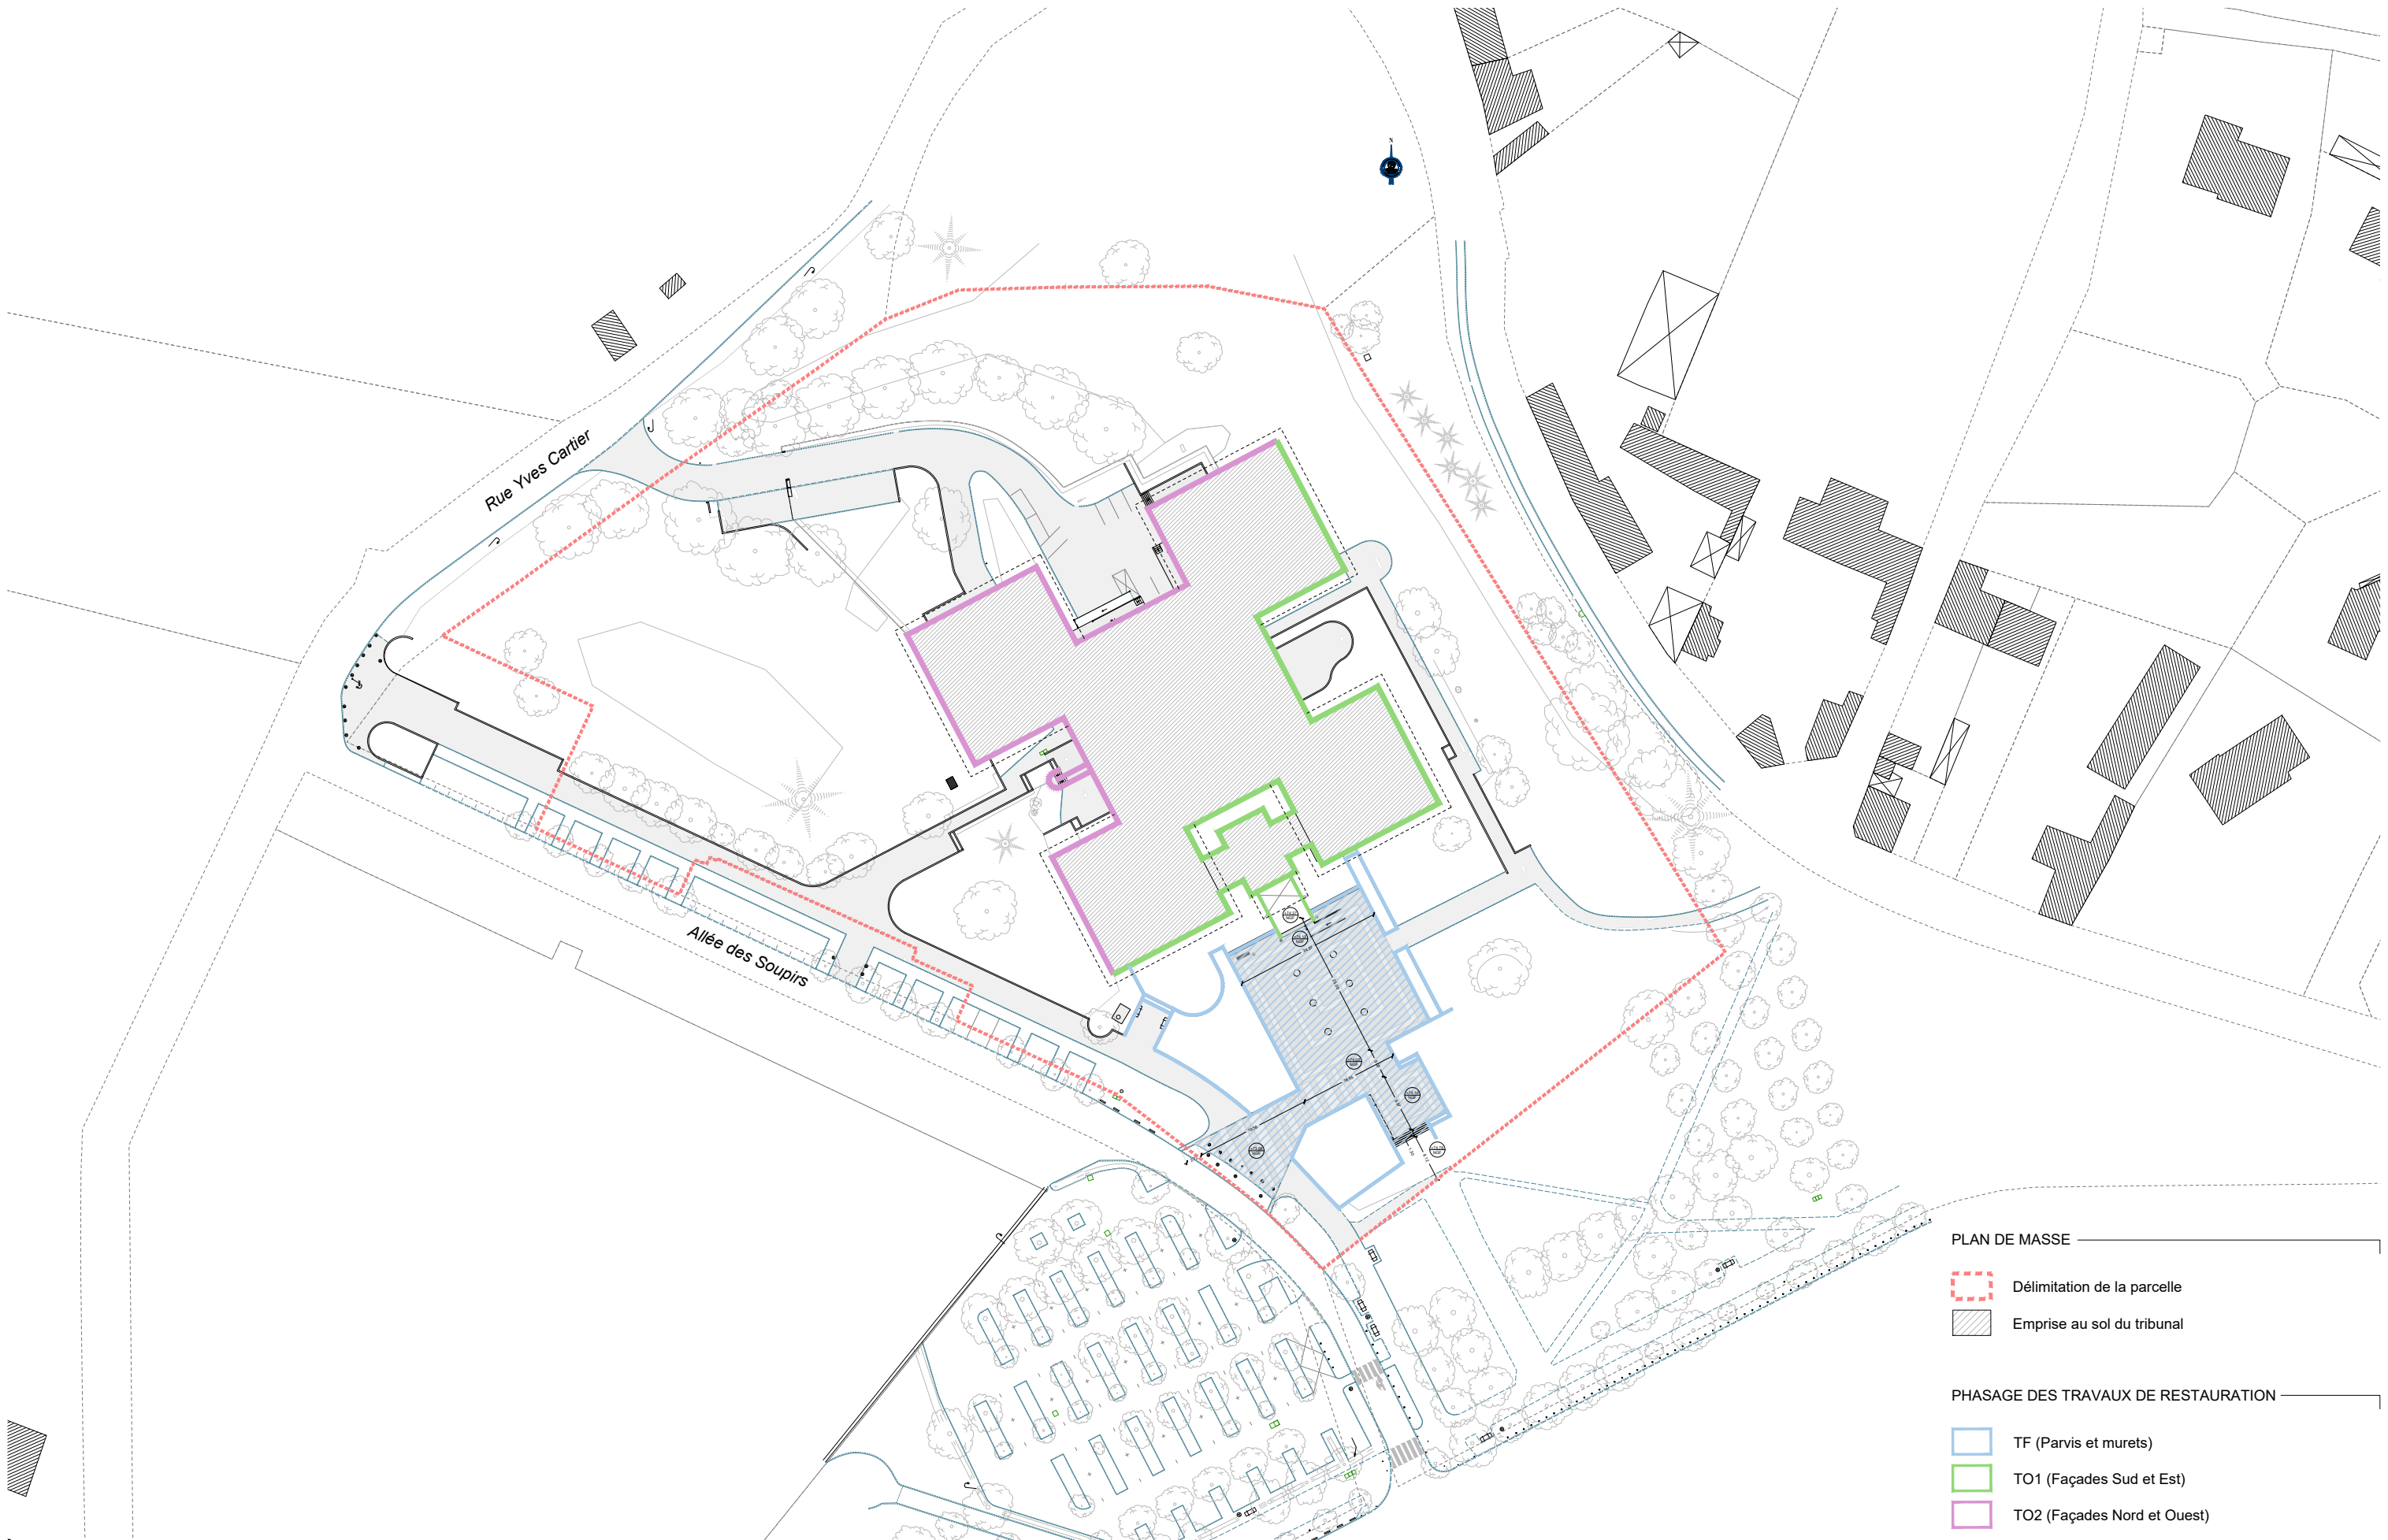 N
Rue Yves Cartier
Allée des Soupirs
PLAN DE MASSE
Délimitation de la parcelle
Emprise au sol du tribunal
PHASAGE DES TRAVAUX DE RESTAURATION
TF (Parvis et murets)
TO1 (Façades Sud et Est)
TO2 (Façades Nord et Ouest)